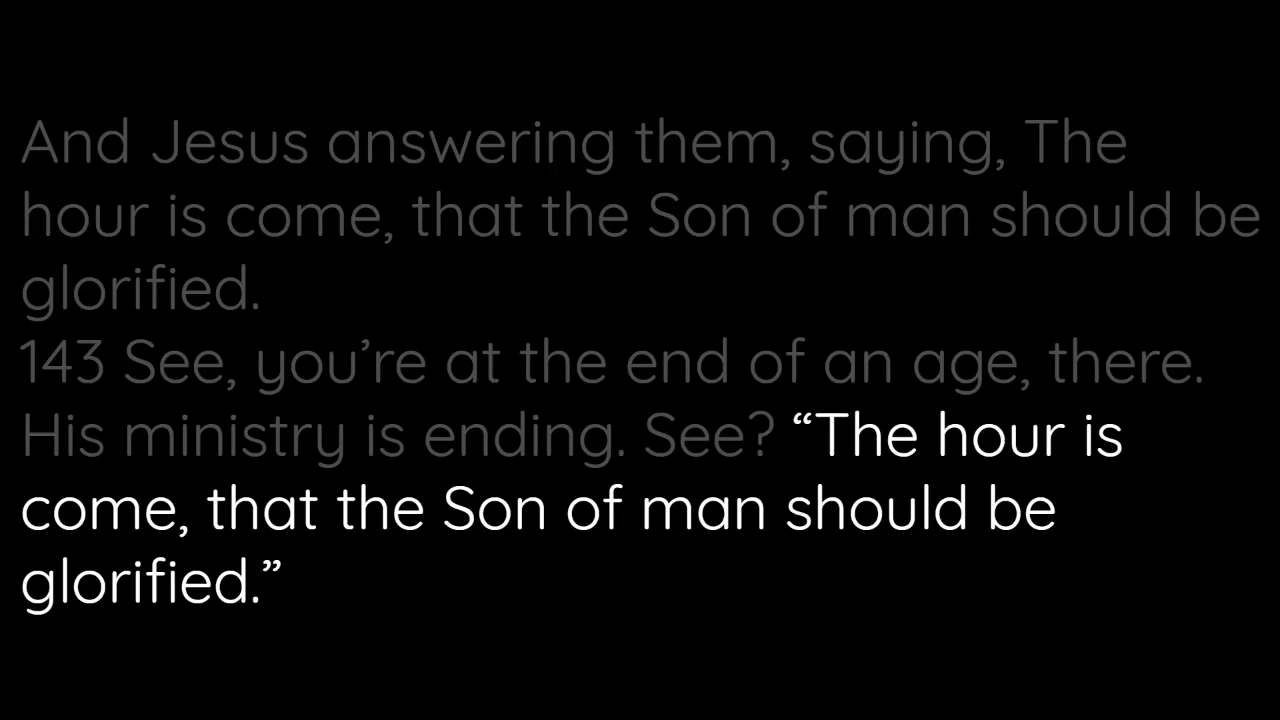 And Jesus answering them, saying, The
hour is come, that the Son of man should be
glorified.
143 See, you’re at the end of an age, there.
His ministry is ending. See? “The hour is
come, that the Son of man should be
glorified.”